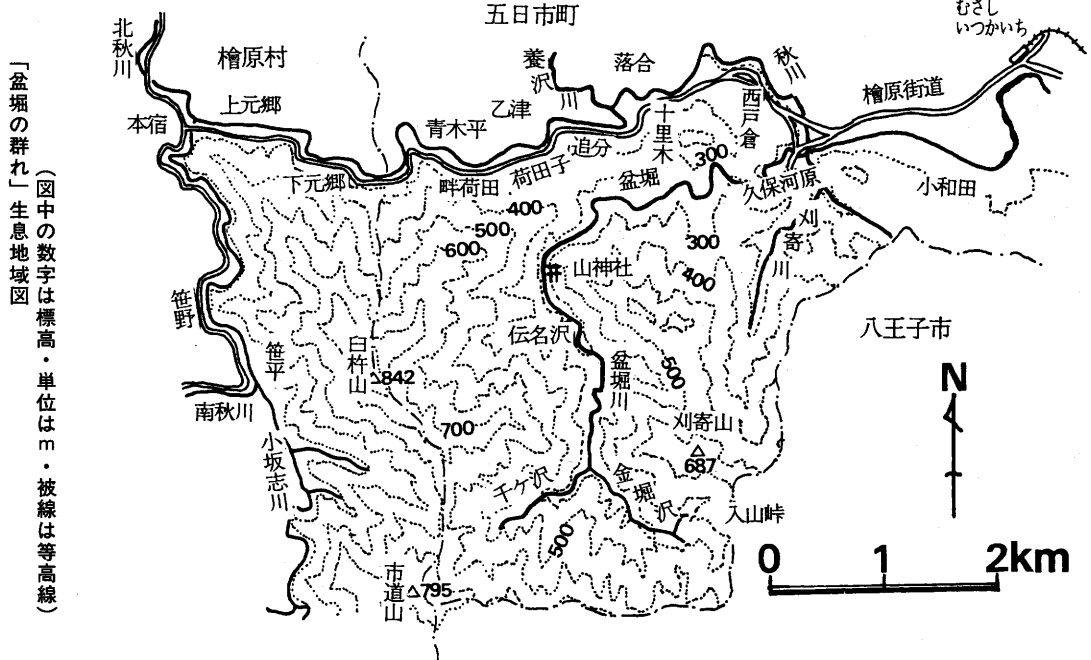 「盆堀の群れ」生息地域図
(図中の数字は標高・単位はm・被線は等高線)
五日市町
むさし
いつかいち
北秋川
檜原村
養沢川
落合
秋川
檜原街道
上元郷
本宿
青木平
乙津
西戸倉
十里木
追分
300
下元郷
畔荷田
荷田子
盆堀
久保河原
小和田
400
500
600
300
400
刈寄川
山神社
笹野
八王子市
伝名沢
笹平
臼杵山
842
盆堀川
500
N
南秋川
刈寄山
687
700
小坂志川
千ヶ沢
金堀沢
入山峠
500
市道山
795
0 1 2km